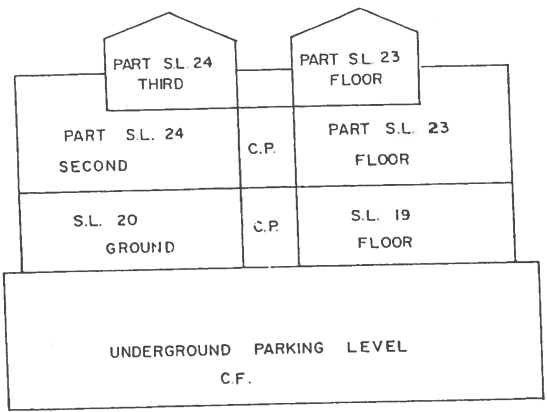 PART S.L. 24
THIRD
PART S.L. 23
FLOOR
PART S.L. 24
SECOND
C.P.
PART S.L. 23
FLOOR
S.L. 20
GROUND
C.P.
S.L. 19
FLOOR
UNDERGROUND PARKING LEVEL
C.F.